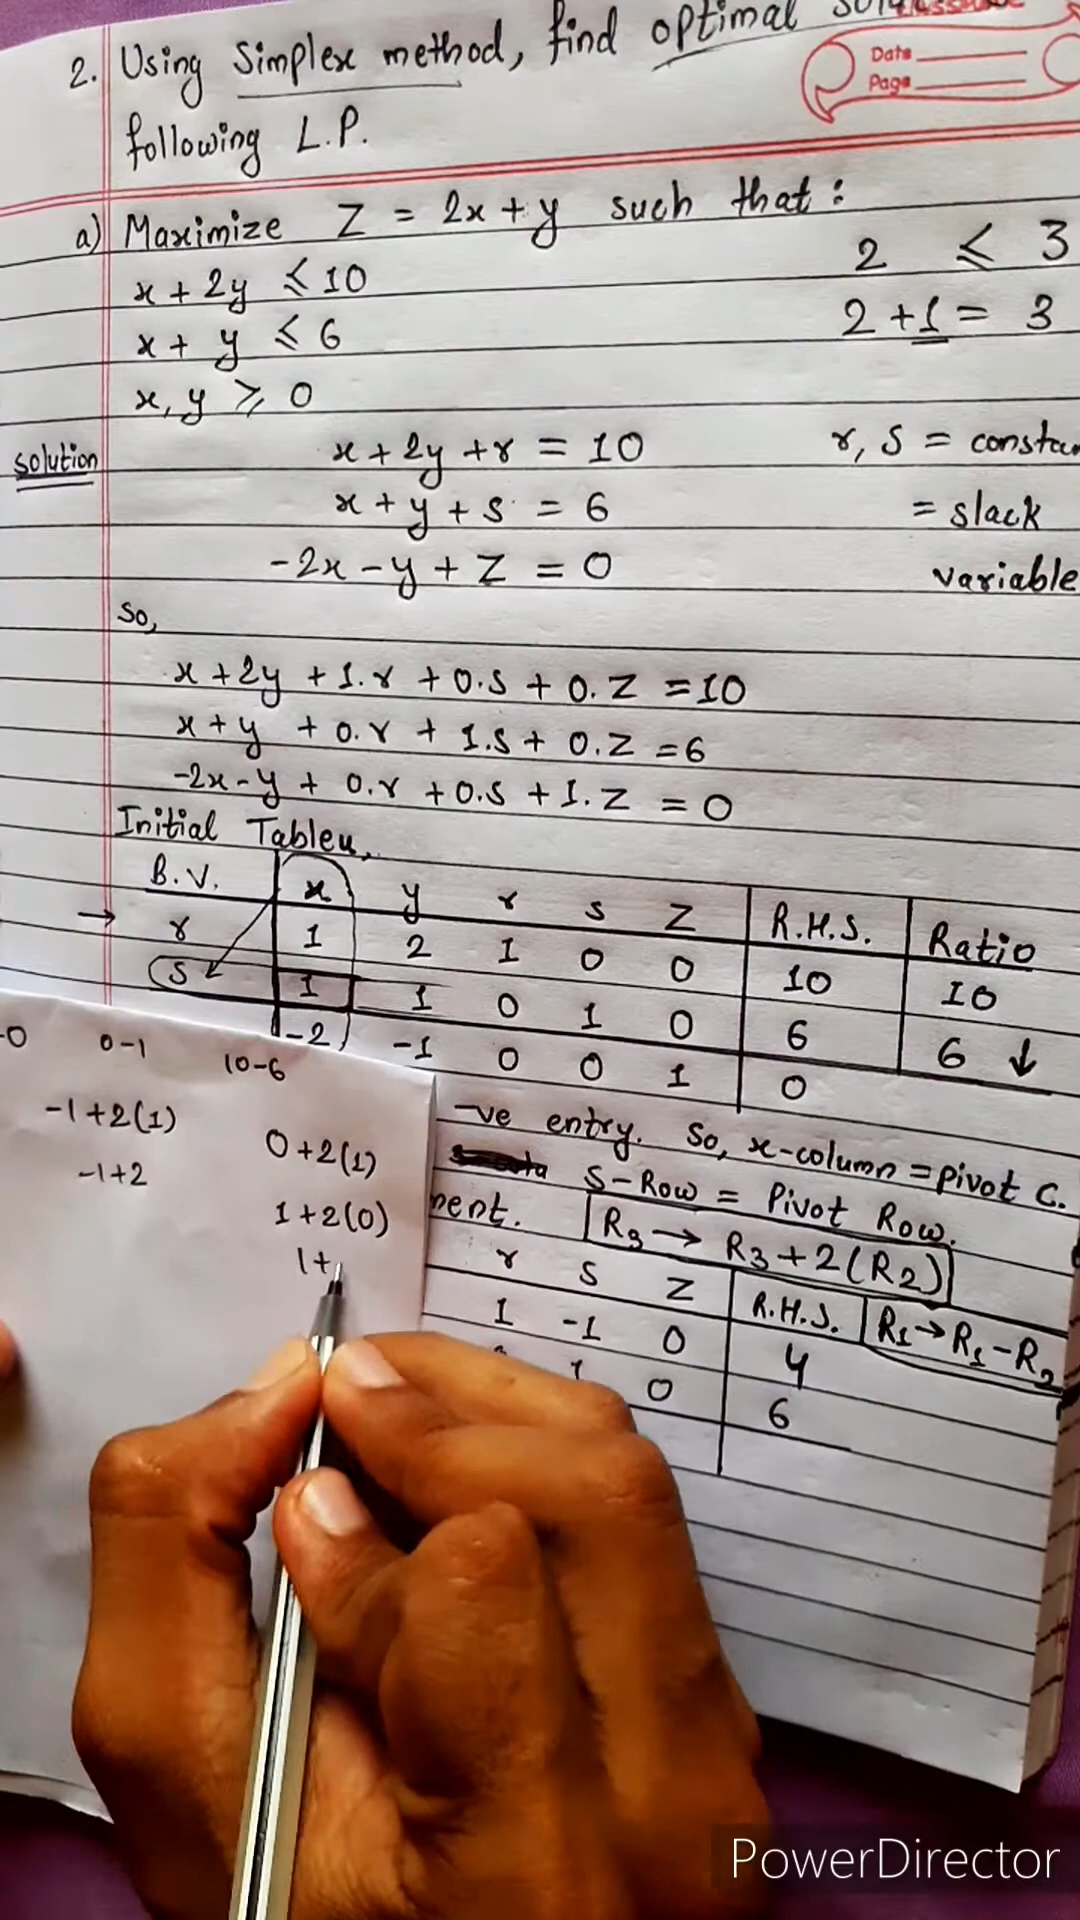 2. Using Simplex method, find optimal
Date
Page
following L.P.
a) Maximize Z = 2x + y such that :
x + 2y ≤ 10
2 ≤ 3
x + y ≤ 6
2 + 1 = 3
x, y ≥ 0
solution
x + 2y + r = 10
r, s =
x + y + s = 6
= slack
-2x - y + Z = 0
variable
So,
x + 2y + 1.r + 0.s + 0.Z = 10
x + y + 0.r + 1.s + 0.Z = 6
-2x - y + 0.r + 0.s + 1.Z = 0
Initial Tableu,
B.V. x y r s Z R.H.S. Ratio
→ r 1 2 1 0 0 10 10
s 1 1 0 1 0 6 6 ↓
-2 -1 0 0 1 0
-0 0-1 10-6
-1+2(1)
-1+2
0+2(1)
1+2(0)
1+
-ve entry. So, x-column = pivot C.
S-Row = Pivot Row.
R3 → R3 + 2(R2)
r s Z R.H.S. R1 → R1 - R2
1 -1 0 4
1 0 6
PowerDirector